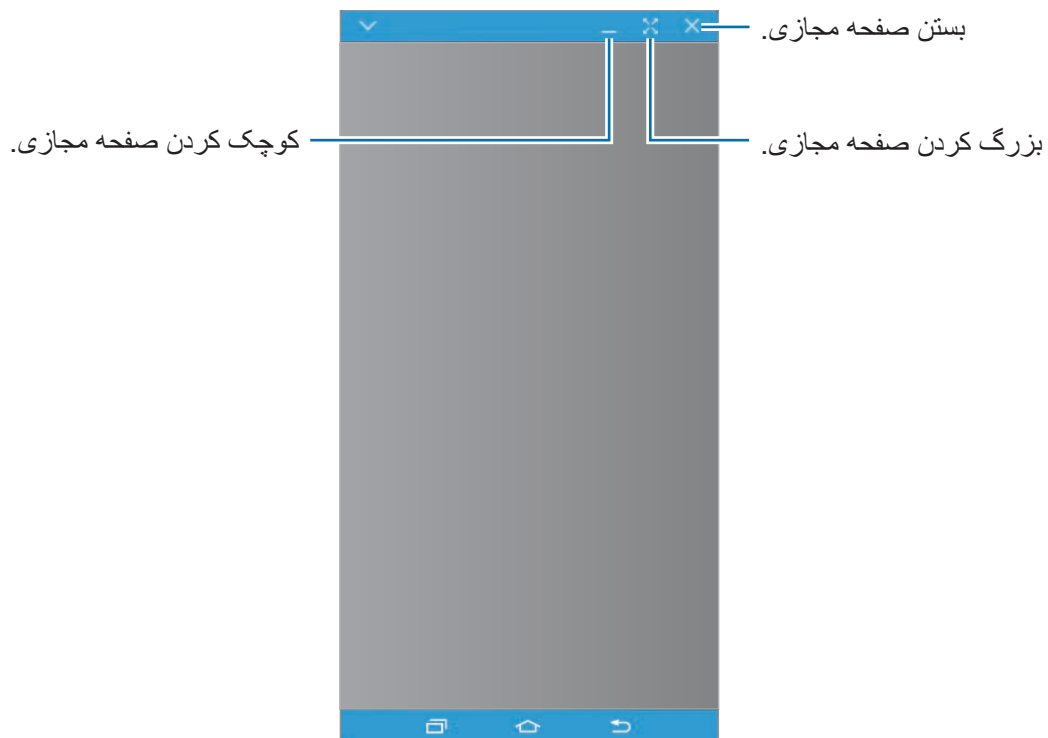 بستن صفحه مجازی.
بزرگ کردن صفحه مجازی.
کوچک کردن صفحه مجازی.